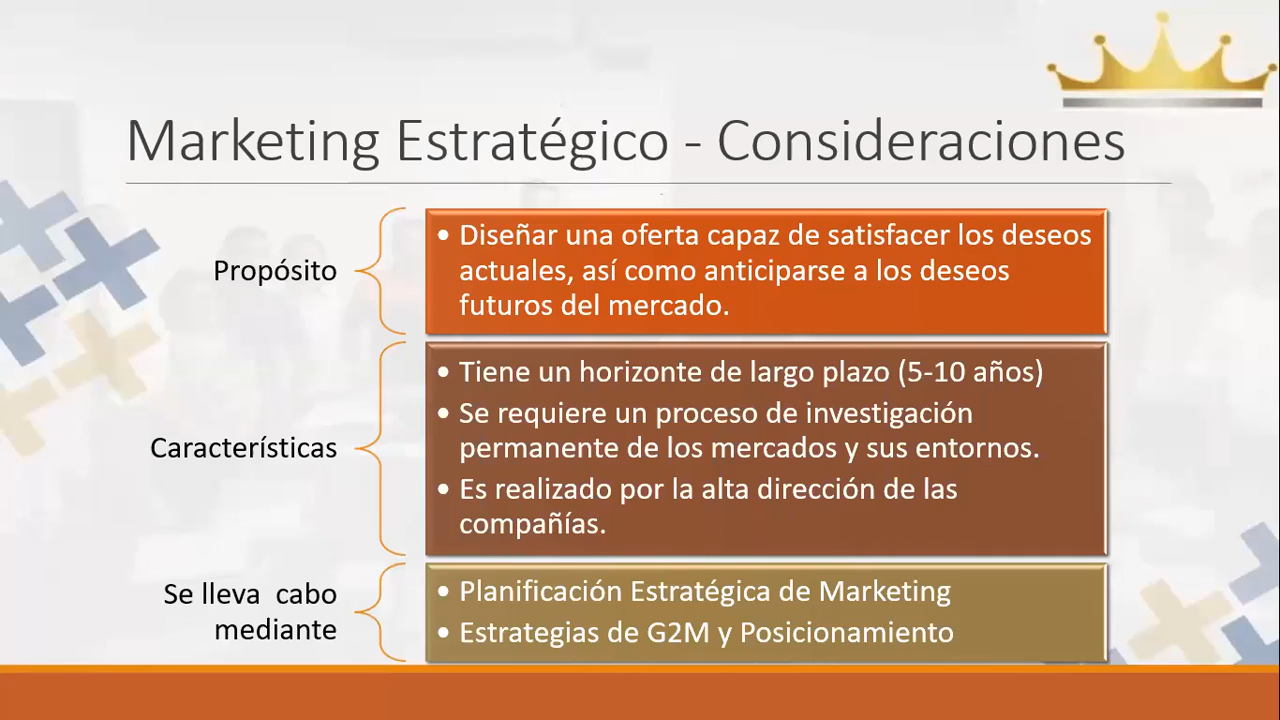 Marketing Estratégico - Consideraciones
Propósito
• Diseñar una oferta capaz de satisfacer los deseos
actuales, así como anticiparse a los deseos
futuros del mercado.
Características
• Tiene un horizonte de largo plazo (5-10 años)
• Se requiere un proceso de investigación
permanente de los mercados y sus entornos.
• Es realizado por la alta dirección de las
compañías.
Se lleva  cabo
mediante
• Planificación Estratégica de Marketing
• Estrategias de G2M y Posicionamiento